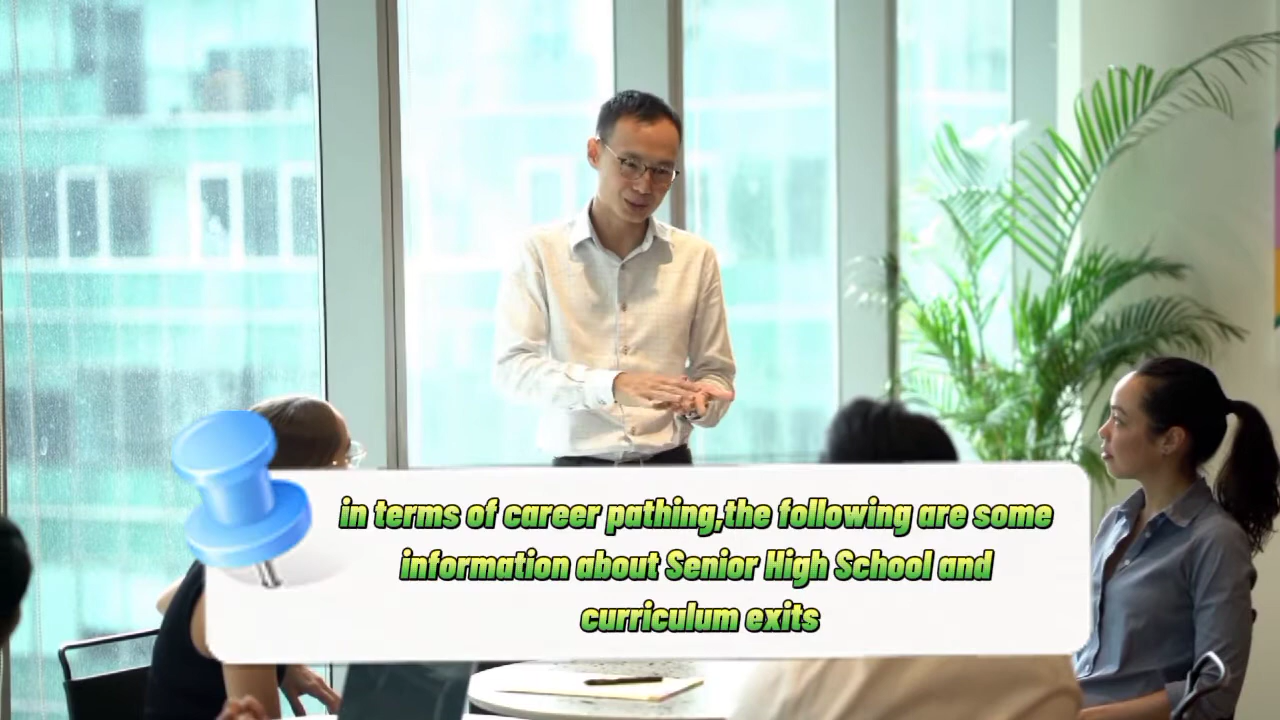 in terms of career pathing,the following are some
information about Senior High School and
curriculum exits